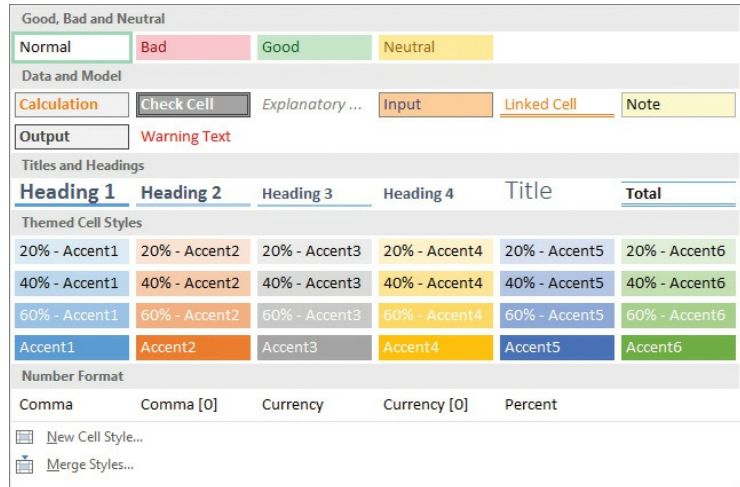 Good, Bad and Neutral
Normal Bad Good Neutral
Data and Model
Calculation Check Cell Explanatory ... Input Linked Cell Note
Output Warning Text
Titles and Headings
Heading 1 Heading 2 Heading 3 Heading 4 Title Total
Themed Cell Styles
20% - Accent1 20% - Accent2 20% - Accent3 20% - Accent4 20% - Accent5 20% - Accent6
40% - Accent1 40% - Accent2 40% - Accent3 40% - Accent4 40% - Accent5 40% - Accent6
60% - Accent1 60% - Accent2 60% - Accent3 60% - Accent4 60% - Accent5 60% - Accent6
Accent1 Accent2 Accent3 Accent4 Accent5 Accent6
Number Format
Comma Comma [0] Currency Currency [0] Percent
New Cell Style...
Merge Styles...